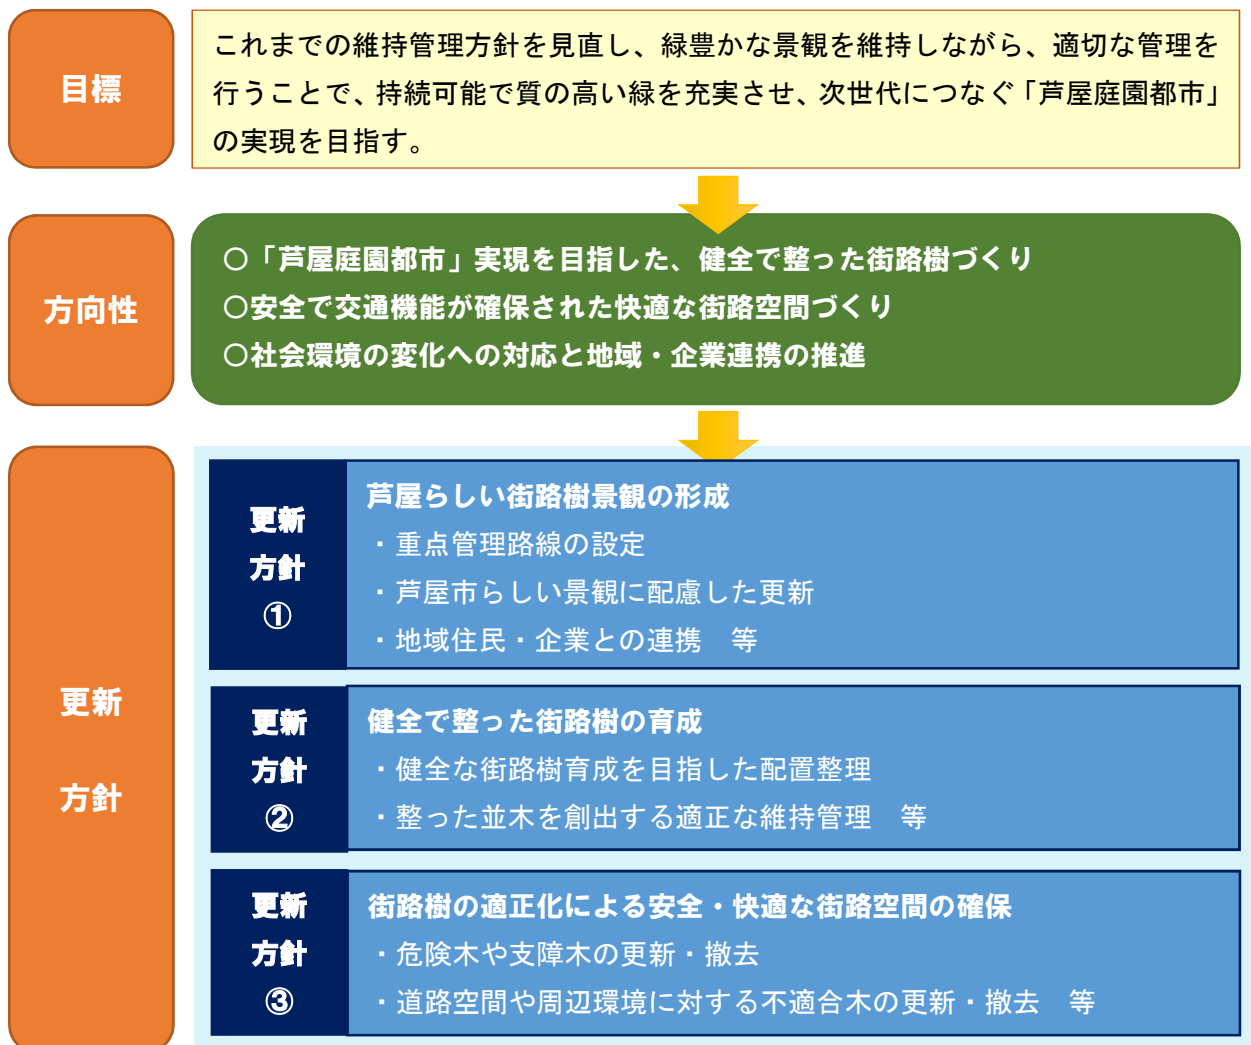 目標
これまでの維持管理方針を見直し、緑豊かな景観を維持しながら、適切な管理を
行うことで、持続可能で質の高い緑を充実させ、次世代につなぐ「芦屋庭園都市」
の実現を目指す。
方向性
○「芦屋庭園都市」実現を目指した、健全で整った街路樹づくり
○安全で交通機能が確保された快適な街路空間づくり
○社会環境の変化への対応と地域・企業連携の推進
更新
方針
更新
方針
①
芦屋らしい街路樹景観の形成
・重点管理路線の設定
・芦屋市らしい景観に配慮した更新
・地域住民・企業との連携　等
更新
方針
②
健全で整った街路樹の育成
・健全な街路樹育成を目指した配置整理
・整った並木を創出する適正な維持管理　等
更新
方針
③
街路樹の適正化による安全・快適な街路空間の確保
・危険木や支障木の更新・撤去
・道路空間や周辺環境に対する不適合木の更新・撤去　等